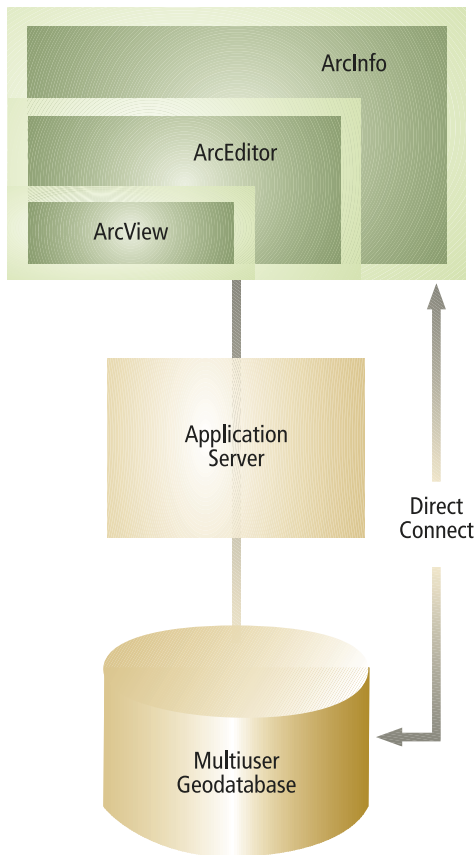 ArcInfo
ArcEditor
ArcView
Application
Server
Direct
Connect
Multiuser
Geodatabase